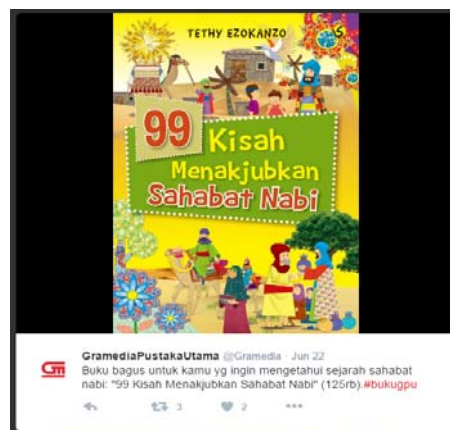 TETHY EZOKANZO
99 Kisah
Menakjubkan
Sahabat Nabi
GramediaPustakaUtama @Gramedia · Jun 22
Buku bagus untuk kamu yg ingin mengetahui sejarah sahabat
nabi: "99 Kisah Menakjubkan Sahabat Nabi" (125rb).#bukugpu
3 2